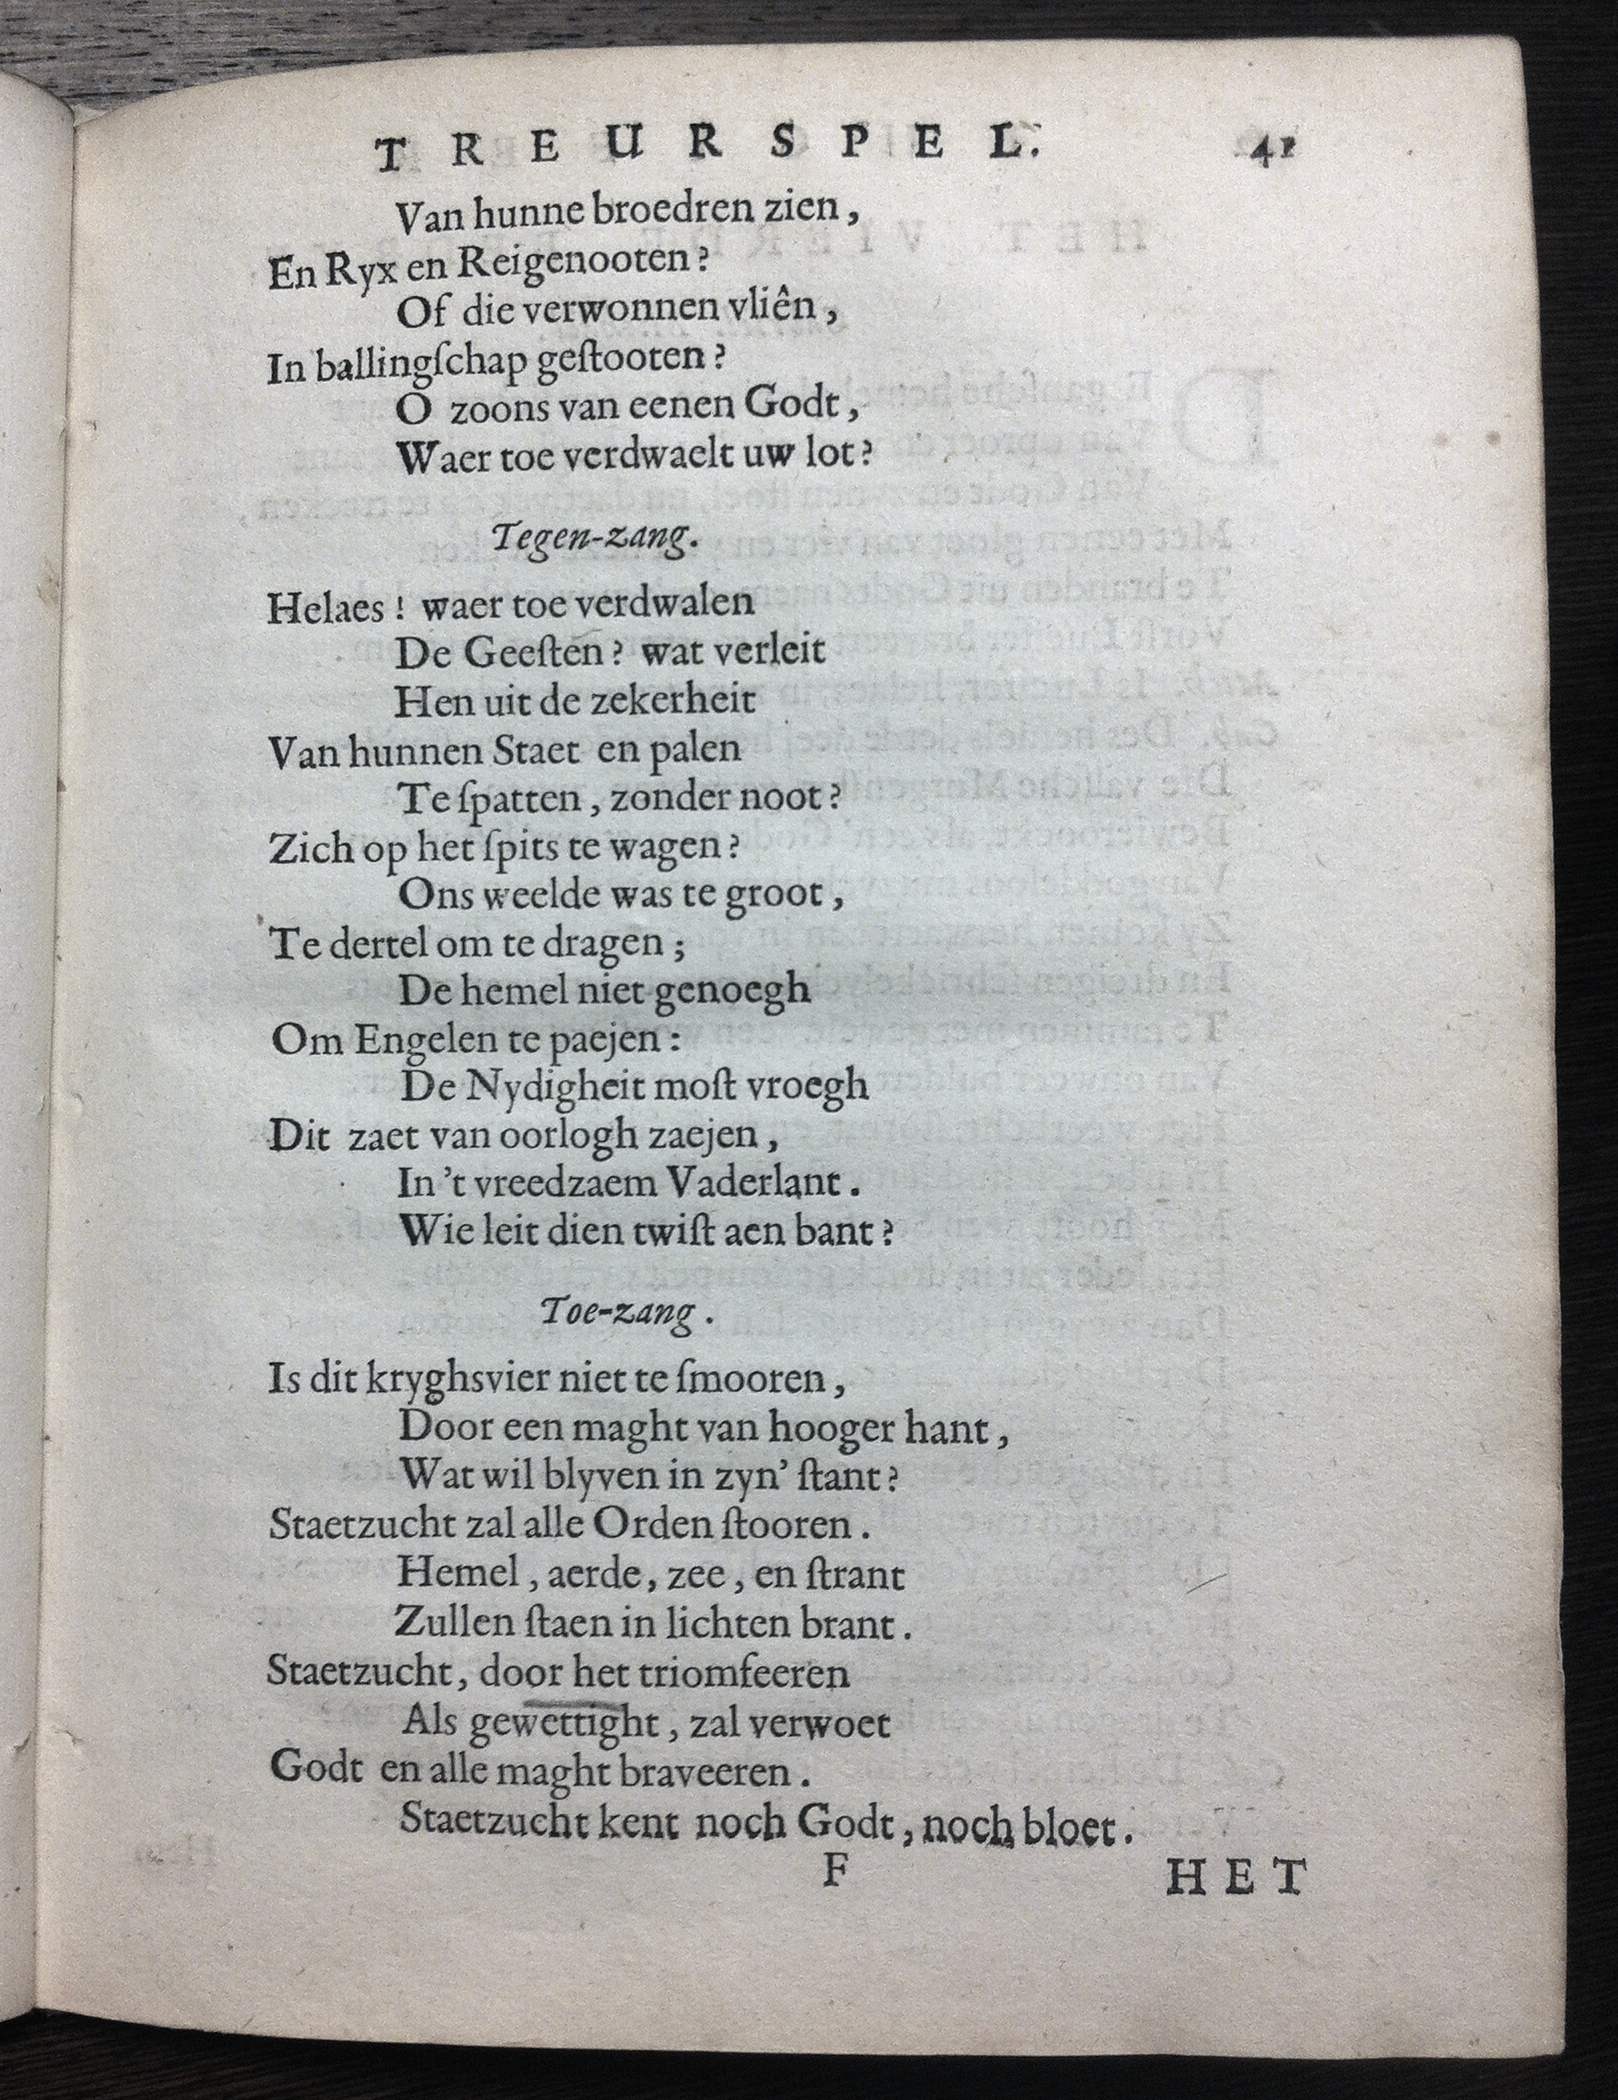 TREURSPEL. 41
Van hunne broedren zien,
En Ryx en Reigenooten?
Of die verwonnen vliên,
In ballingſchap geſtooten?
O zoons van eenen Godt,
Waer toe verdwaelt uw lot?
Tegen-zang.
Helaes! waer toe verdwalen
De Geeſten? wat verleit
Hen uit de zekerheit
Van hunnen Staet en palen
Te ſpatten, zonder noot?
Zich op het ſpits te wagen?
Ons weelde was te groot,
Te dertel om te dragen;
De hemel niet genoegh
Om Engelen te paejen:
De Nydigheit moſt vroegh
Dit zaet van oorlogh zaejen,
In 't vreedzaem Vaderlant.
Wie leit dien twiſt aen bant?
Toe-zang.
Is dit kryghsvier niet te ſmooren,
Door een maght van hooger hant,
Wat wil blyven in zyn' ſtant?
Staetzucht zal alle Orden ſtooren.
Hemel, aerde, zee, en ſtrant
Zullen ſtaen in lichten brant.
Staetzucht, door het triomfeeren
Als gewettight, zal verwoet
Godt en alle maght braveeren.
Staetzucht kent noch Godt, noch bloet.
F HET